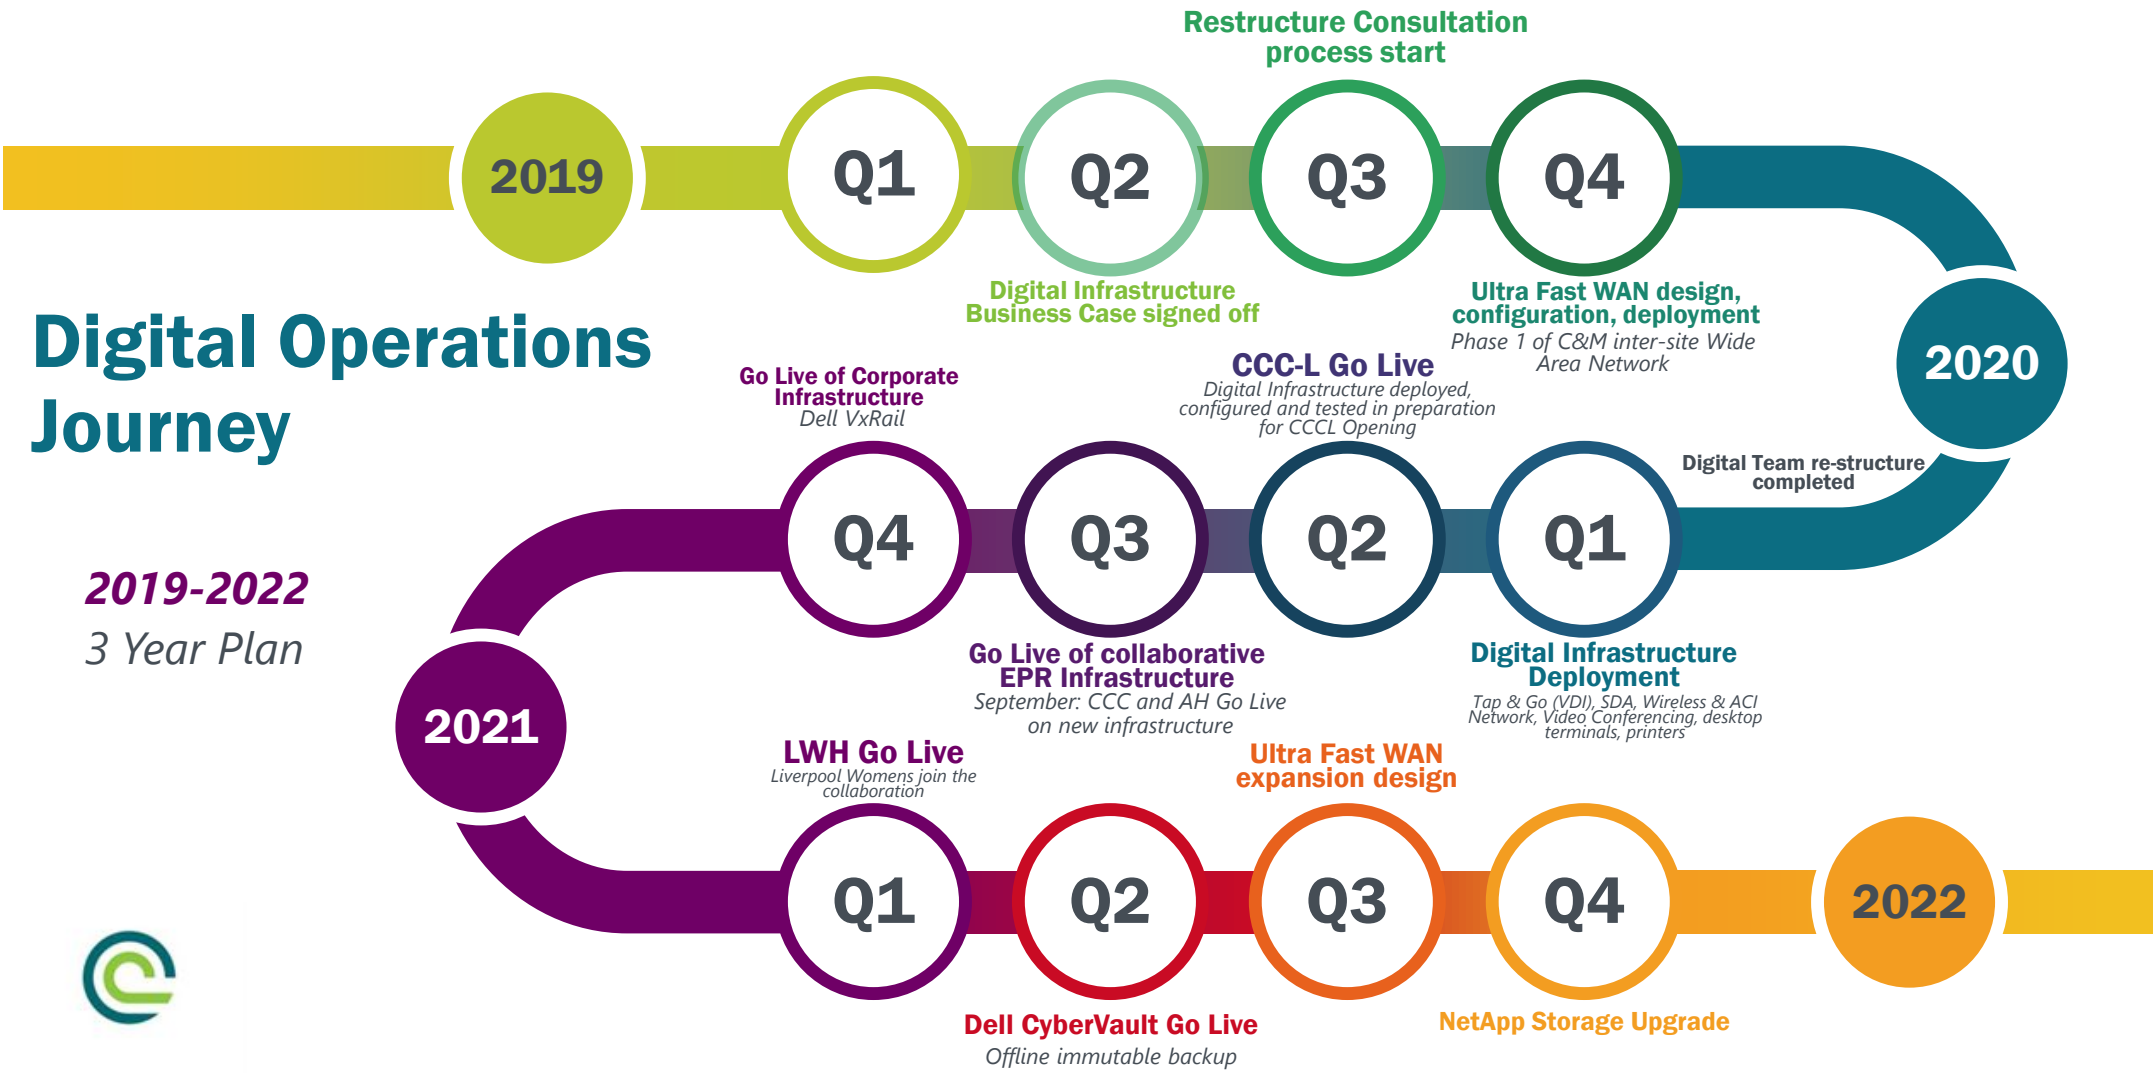 Digital Operations
Journey
2019-2022
3 Year Plan
2019
Q1
Q2
Digital Infrastructure
Business Case signed off
Restructure Consultation
process start
Q3
Q4
Ultra Fast WAN design,
configuration, deployment
Phase 1 of C&M inter-site Wide
Area Network
2020
Digital Team re-structure
completed
Q1
Digital Infrastructure
Deployment
Tap & Go (VDI), SDA, Wireless & ACI
Network, Video Conferencing, desktop
terminals, printers
CCC-L Go Live
Digital Infrastructure deployed,
configured and tested in preparation
for CCCL Opening
Q2
Q3
Go Live of collaborative
EPR Infrastructure
September: CCC and AH Go Live
on new infrastructure
Go Live of Corporate
Infrastructure
Dell VxRail
Q4
2021
LWH Go Live
Liverpool Womens join the
collaboration
Q1
Q2
Dell CyberVault Go Live
Offline immutable backup
Ultra Fast WAN
expansion design
Q3
Q4
NetApp Storage Upgrade
2022